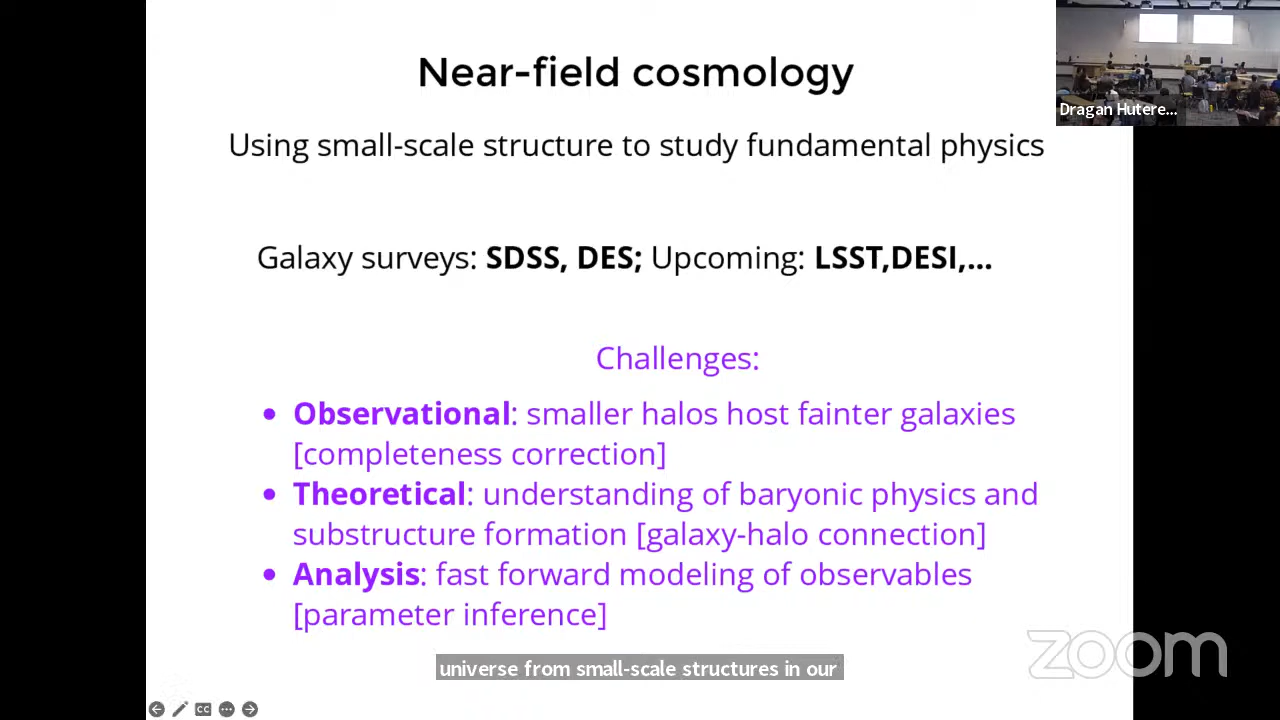 Near-field cosmology
Dragan Hutere...
Using small-scale structure to study fundamental physics
Galaxy surveys: SDSS, DES; Upcoming: LSST,DESI,...
Challenges:
• Observational: smaller halos host fainter galaxies
[completeness correction]
• Theoretical: understanding of baryonic physics and
substructure formation [galaxy-halo connection]
• Analysis: fast forward modeling of observables
[parameter inference]
universe from small-scale structures in our
zoom
CC